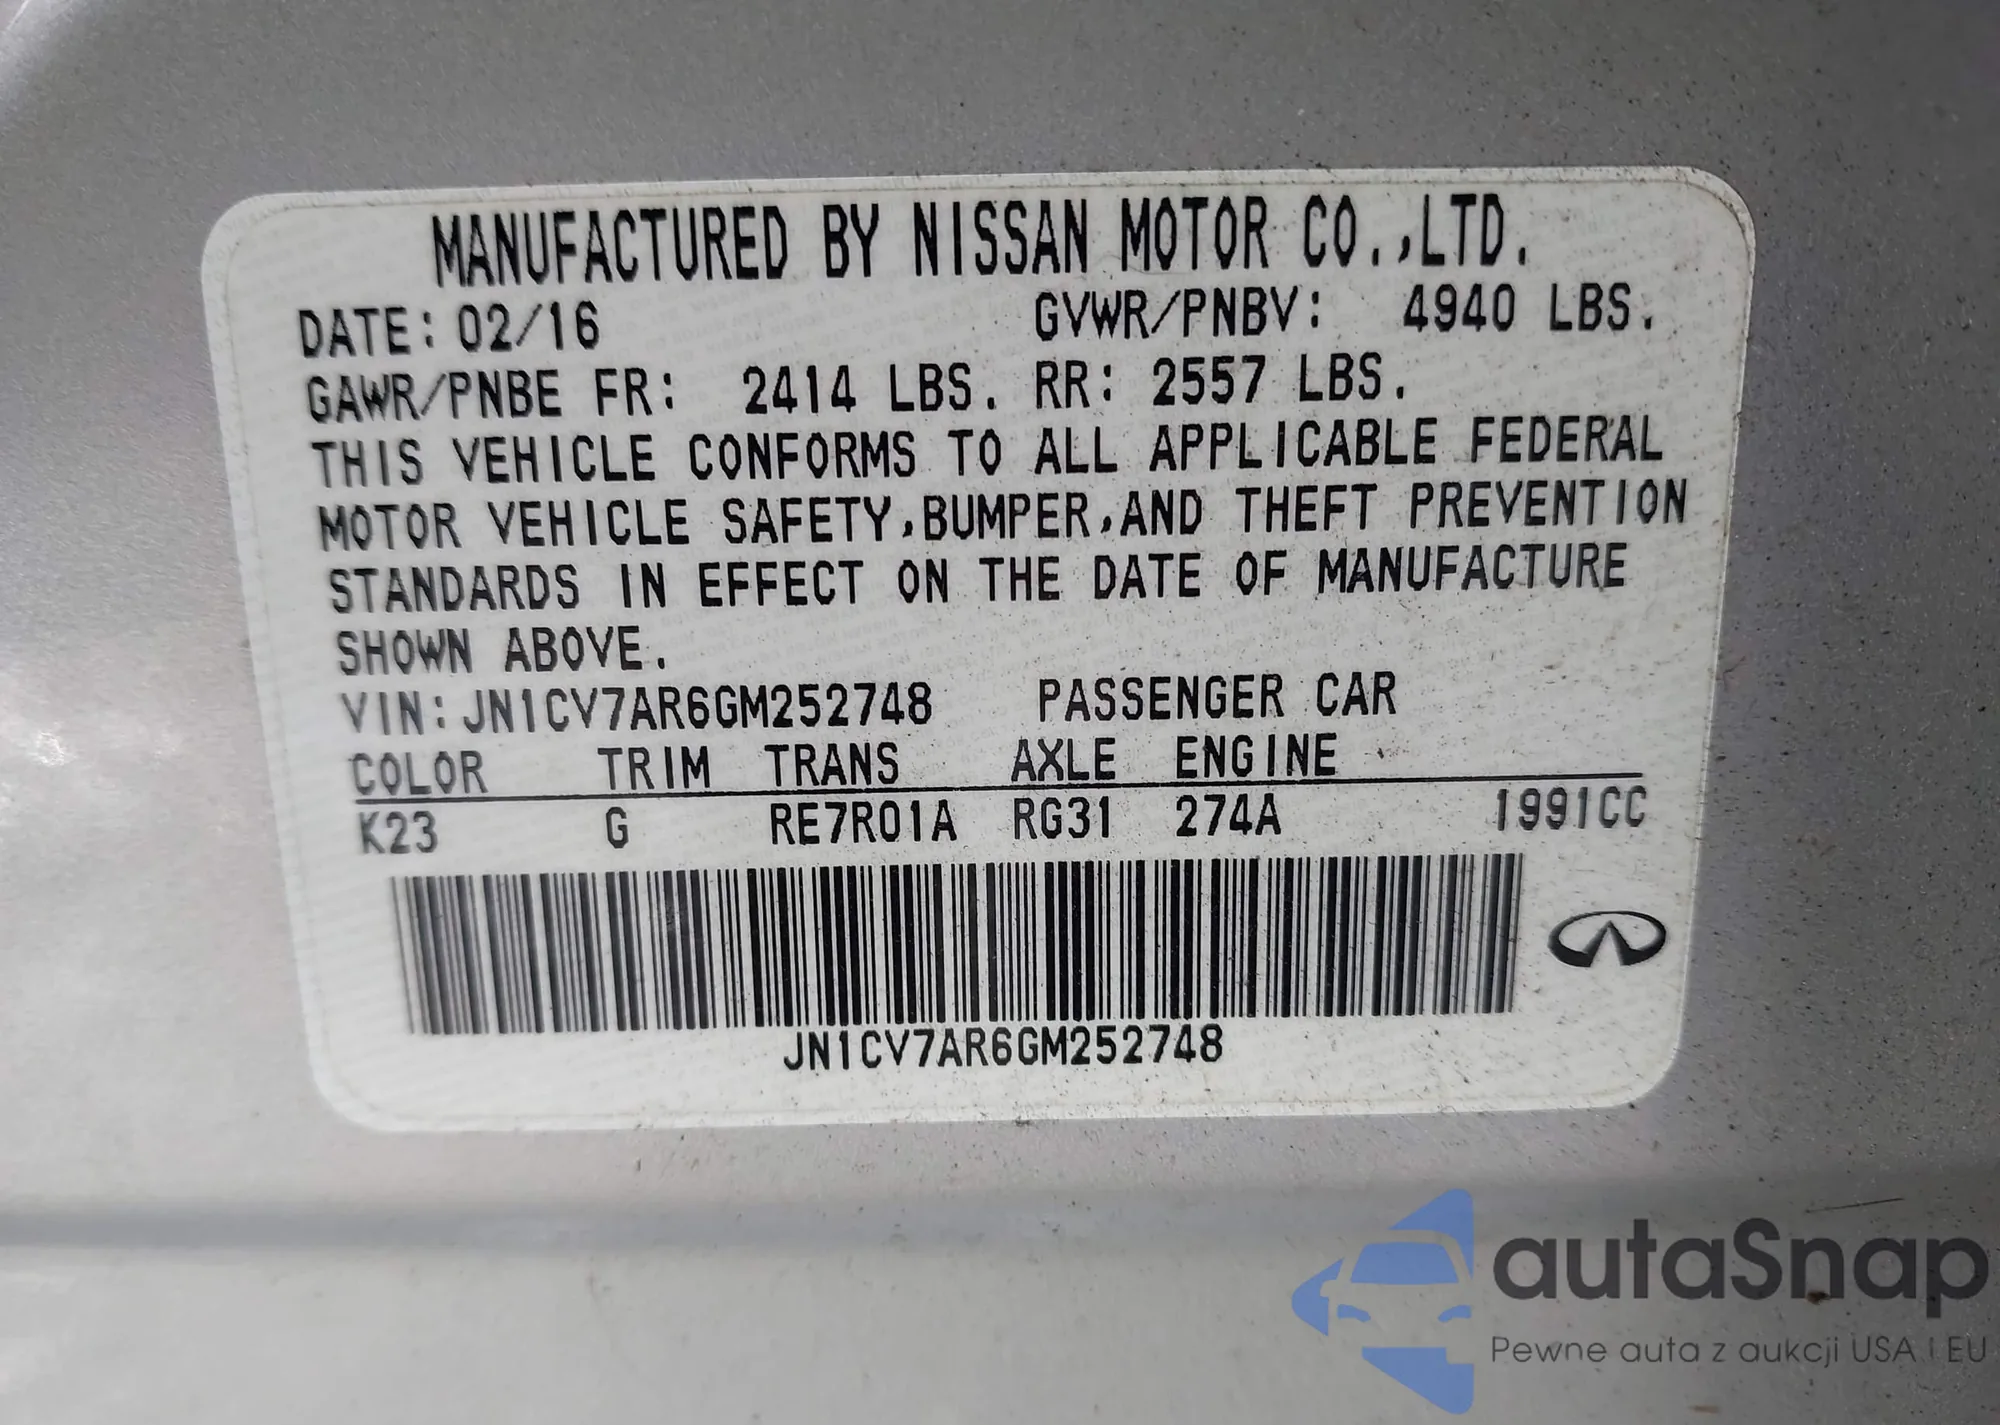 MANUFACTURED BY NISSAN MOTOR CO.,LTD.
DATE: 02/16 GVWR/PNBV: 4940 LBS.
GAWR/PNBE FR: 2414 LBS. RR: 2557 LBS.
THIS VEHICLE CONFORMS TO ALL APPLICABLE FEDERAL
MOTOR VEHICLE SAFETY,BUMPER,AND THEFT PREVENTION
STANDARDS IN EFFECT ON THE DATE OF MANUFACTURE
SHOWN ABOVE.
VIN:JN1CV7AR6GM252748 PASSENGER CAR
COLOR TRIM TRANS AXLE ENGINE
K23 G RE7R01A RG31 274A 1991CC
JN1CV7AR6GM252748
autoSnap
Pewne auta z aukcji USA i EU